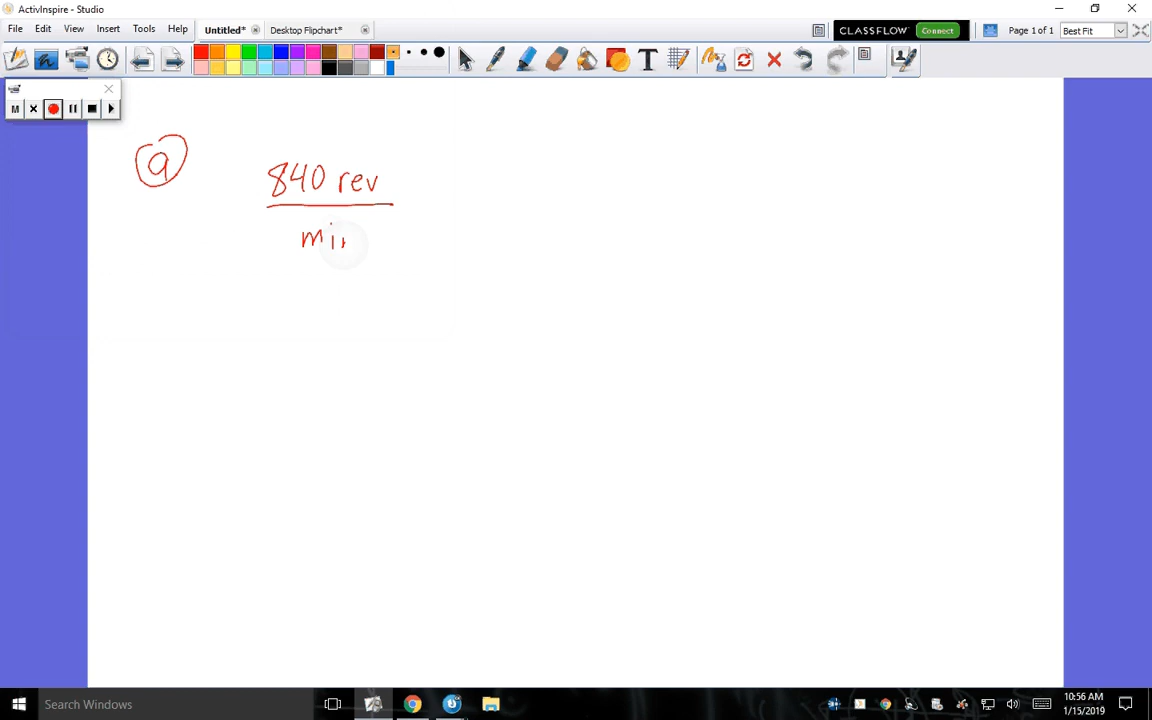 ActivInspire - Studio
File Edit View Insert Tools Help Untitled* Desktop Flipchart* CLASSFLOW Connect Page 1 of 1 Best Fit
T
M
a
840 rev
min
Search Windows
10:56 AM
1/15/2019